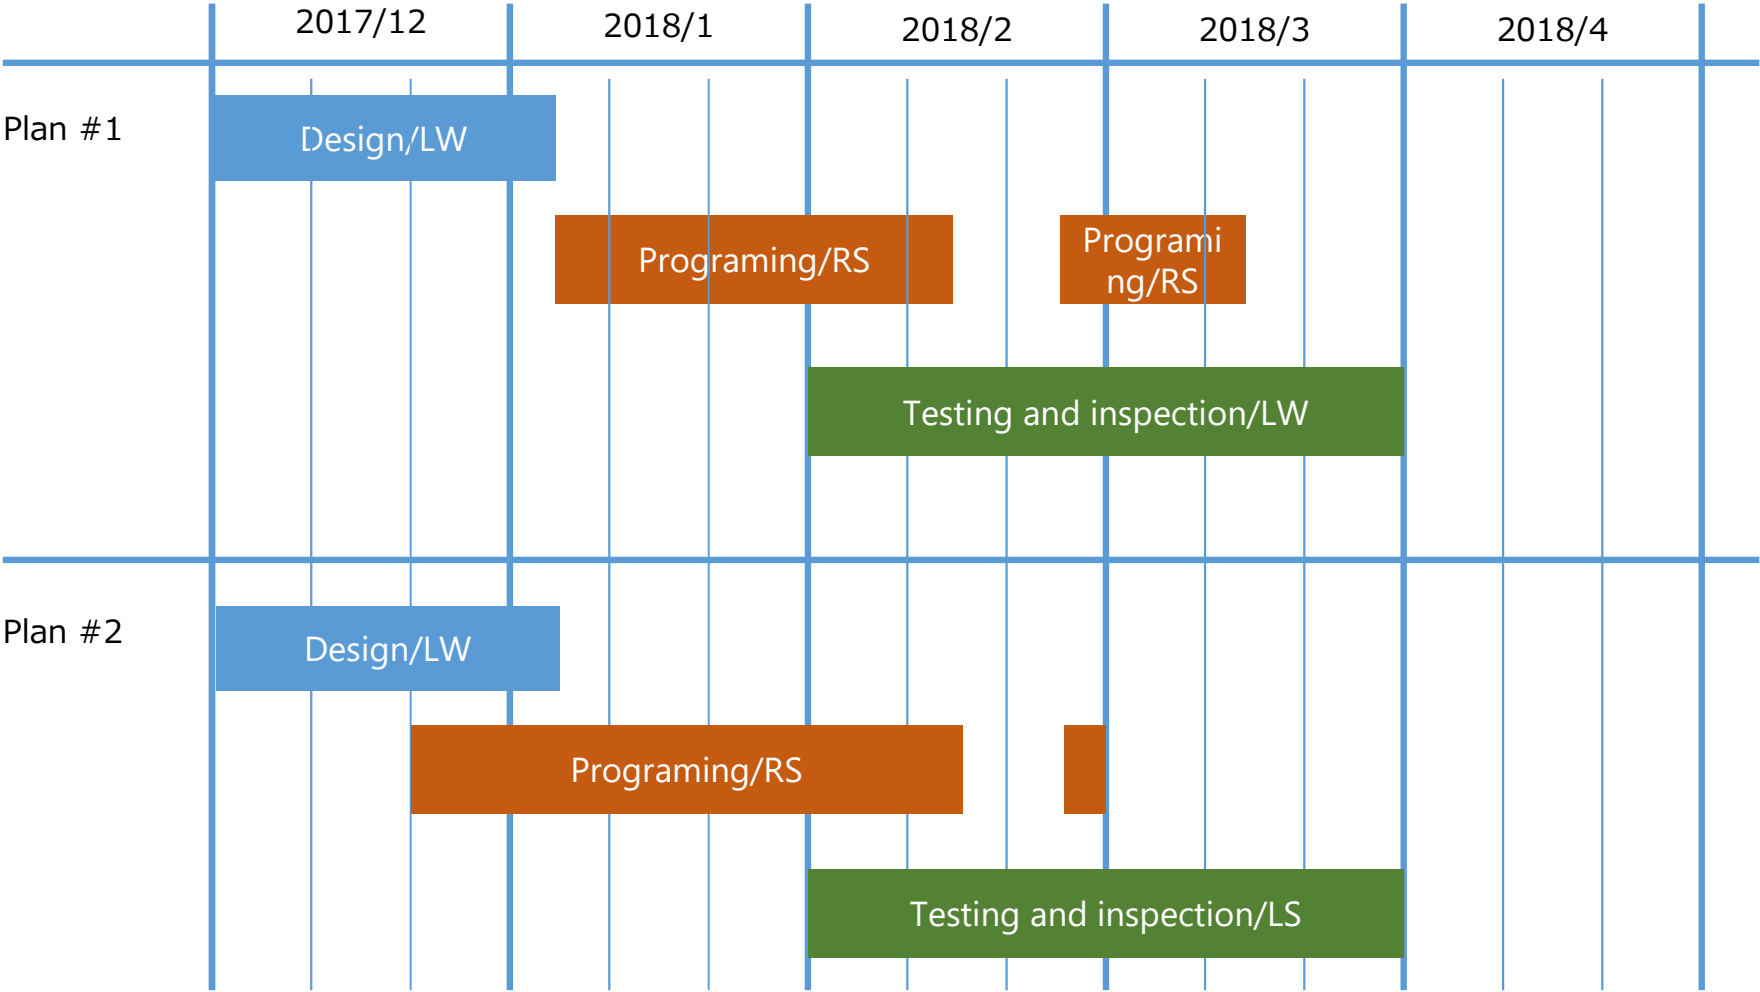 2017/12
2018/1
2018/2
2018/3
2018/4
Plan #1
Design/LW
Programing/RS
Programi
ng/RS
Testing and inspection/LW
Plan #2
Design/LW
Programing/RS
Testing and inspection/LS